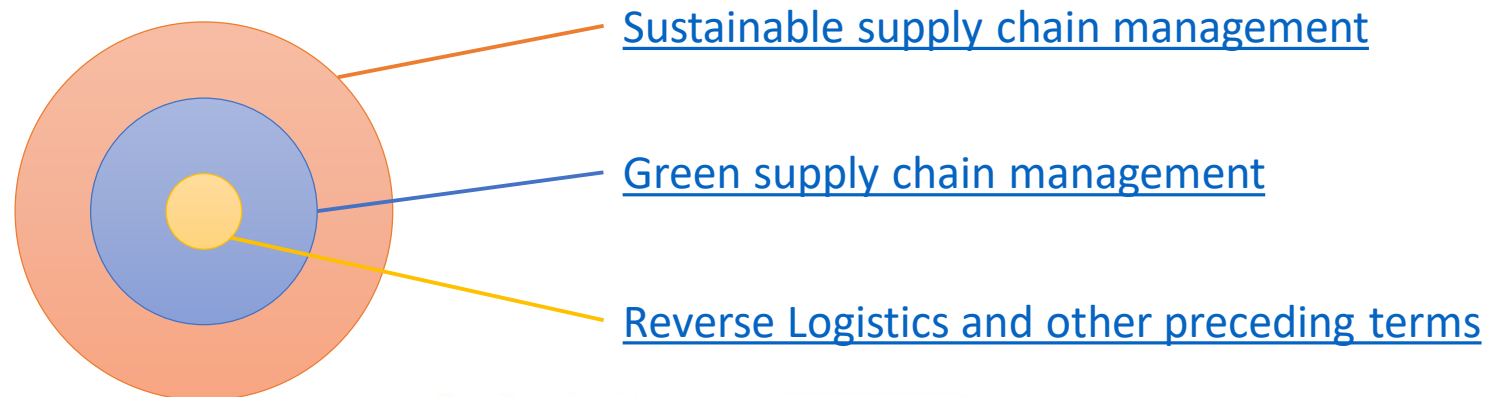 Sustainable supply chain management
Green supply chain management
Reverse Logistics and other preceding terms